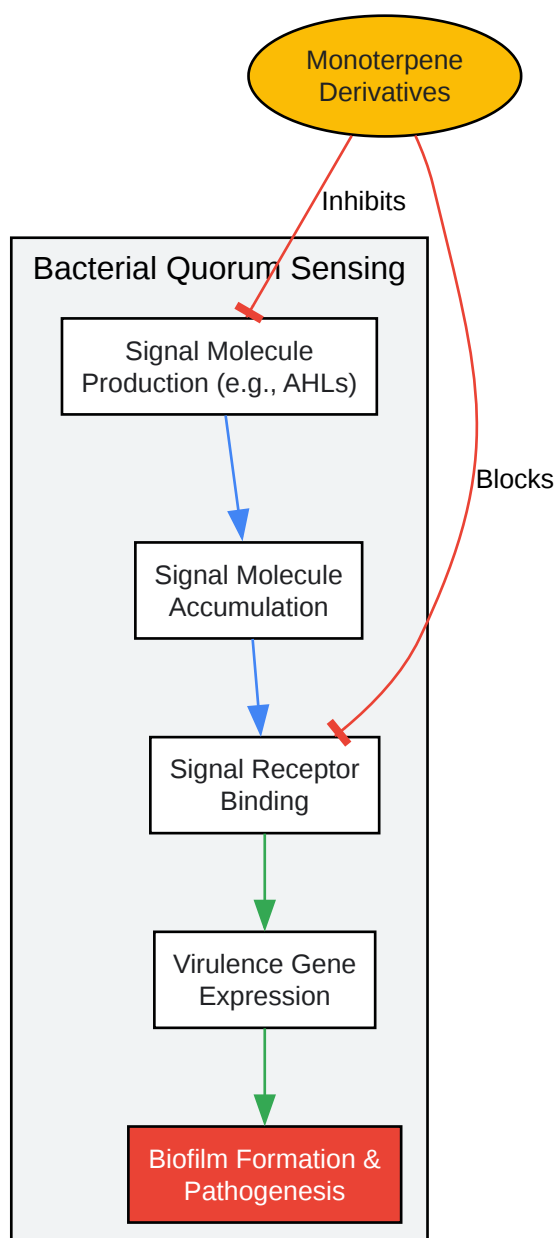 Monoterpene
Derivatives
Inhibits
Bacterial Quorum Sensing
Signal Molecule
Production (e.g., AHLs)
Blocks
Signal Molecule
Accumulation
Signal Receptor
Binding
Virulence Gene
Expression
Biofilm Formation &
Pathogenesis